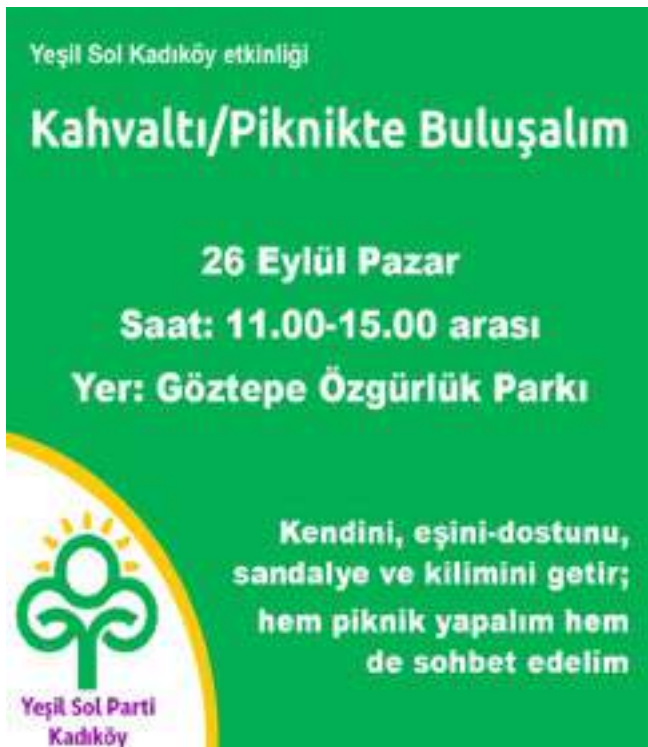 Yeşil Sol Kadıköy etkinliği
Kahvaltı/Piknikte Buluşalım
26 Eylül Pazar
Saat: 11.00-15.00 arası
Yer: Göztepe Özgürlük Parkı
Kendini, eşini-dostunu,
sandalye ve kilimini getir;
hem piknik yapalım hem
de sohbet edelim
Yeşil Sol Parti
Kadıköy